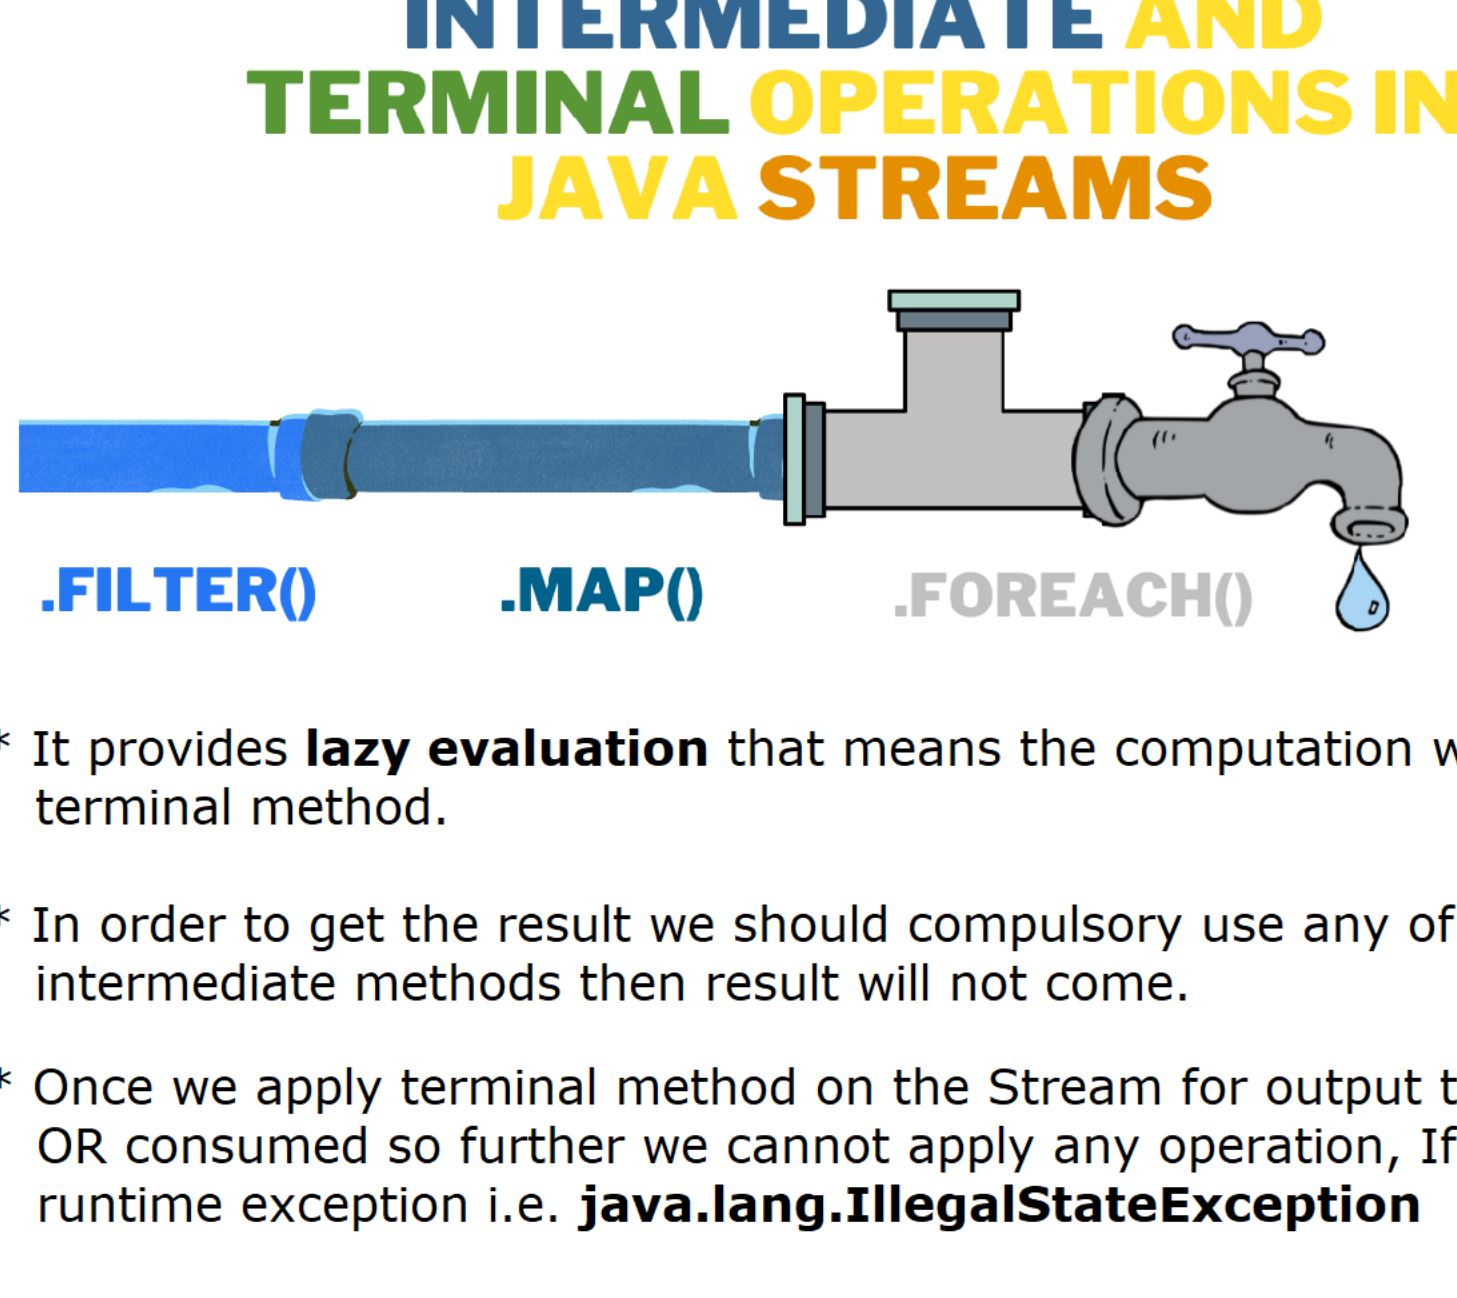 INTERMEDIATE AND
TERMINAL OPERATIONS IN
JAVA STREAMS
.FILTER() .MAP() .FOREACH()
* It provides lazy evaluation that means the computation
terminal method.
* In order to get the result we should compulsory use any of
intermediate methods then result will not come.
* Once we apply terminal method on the Stream for output
OR consumed so further we cannot apply any operation, If
runtime exception i.e. java.lang.IllegalStateException